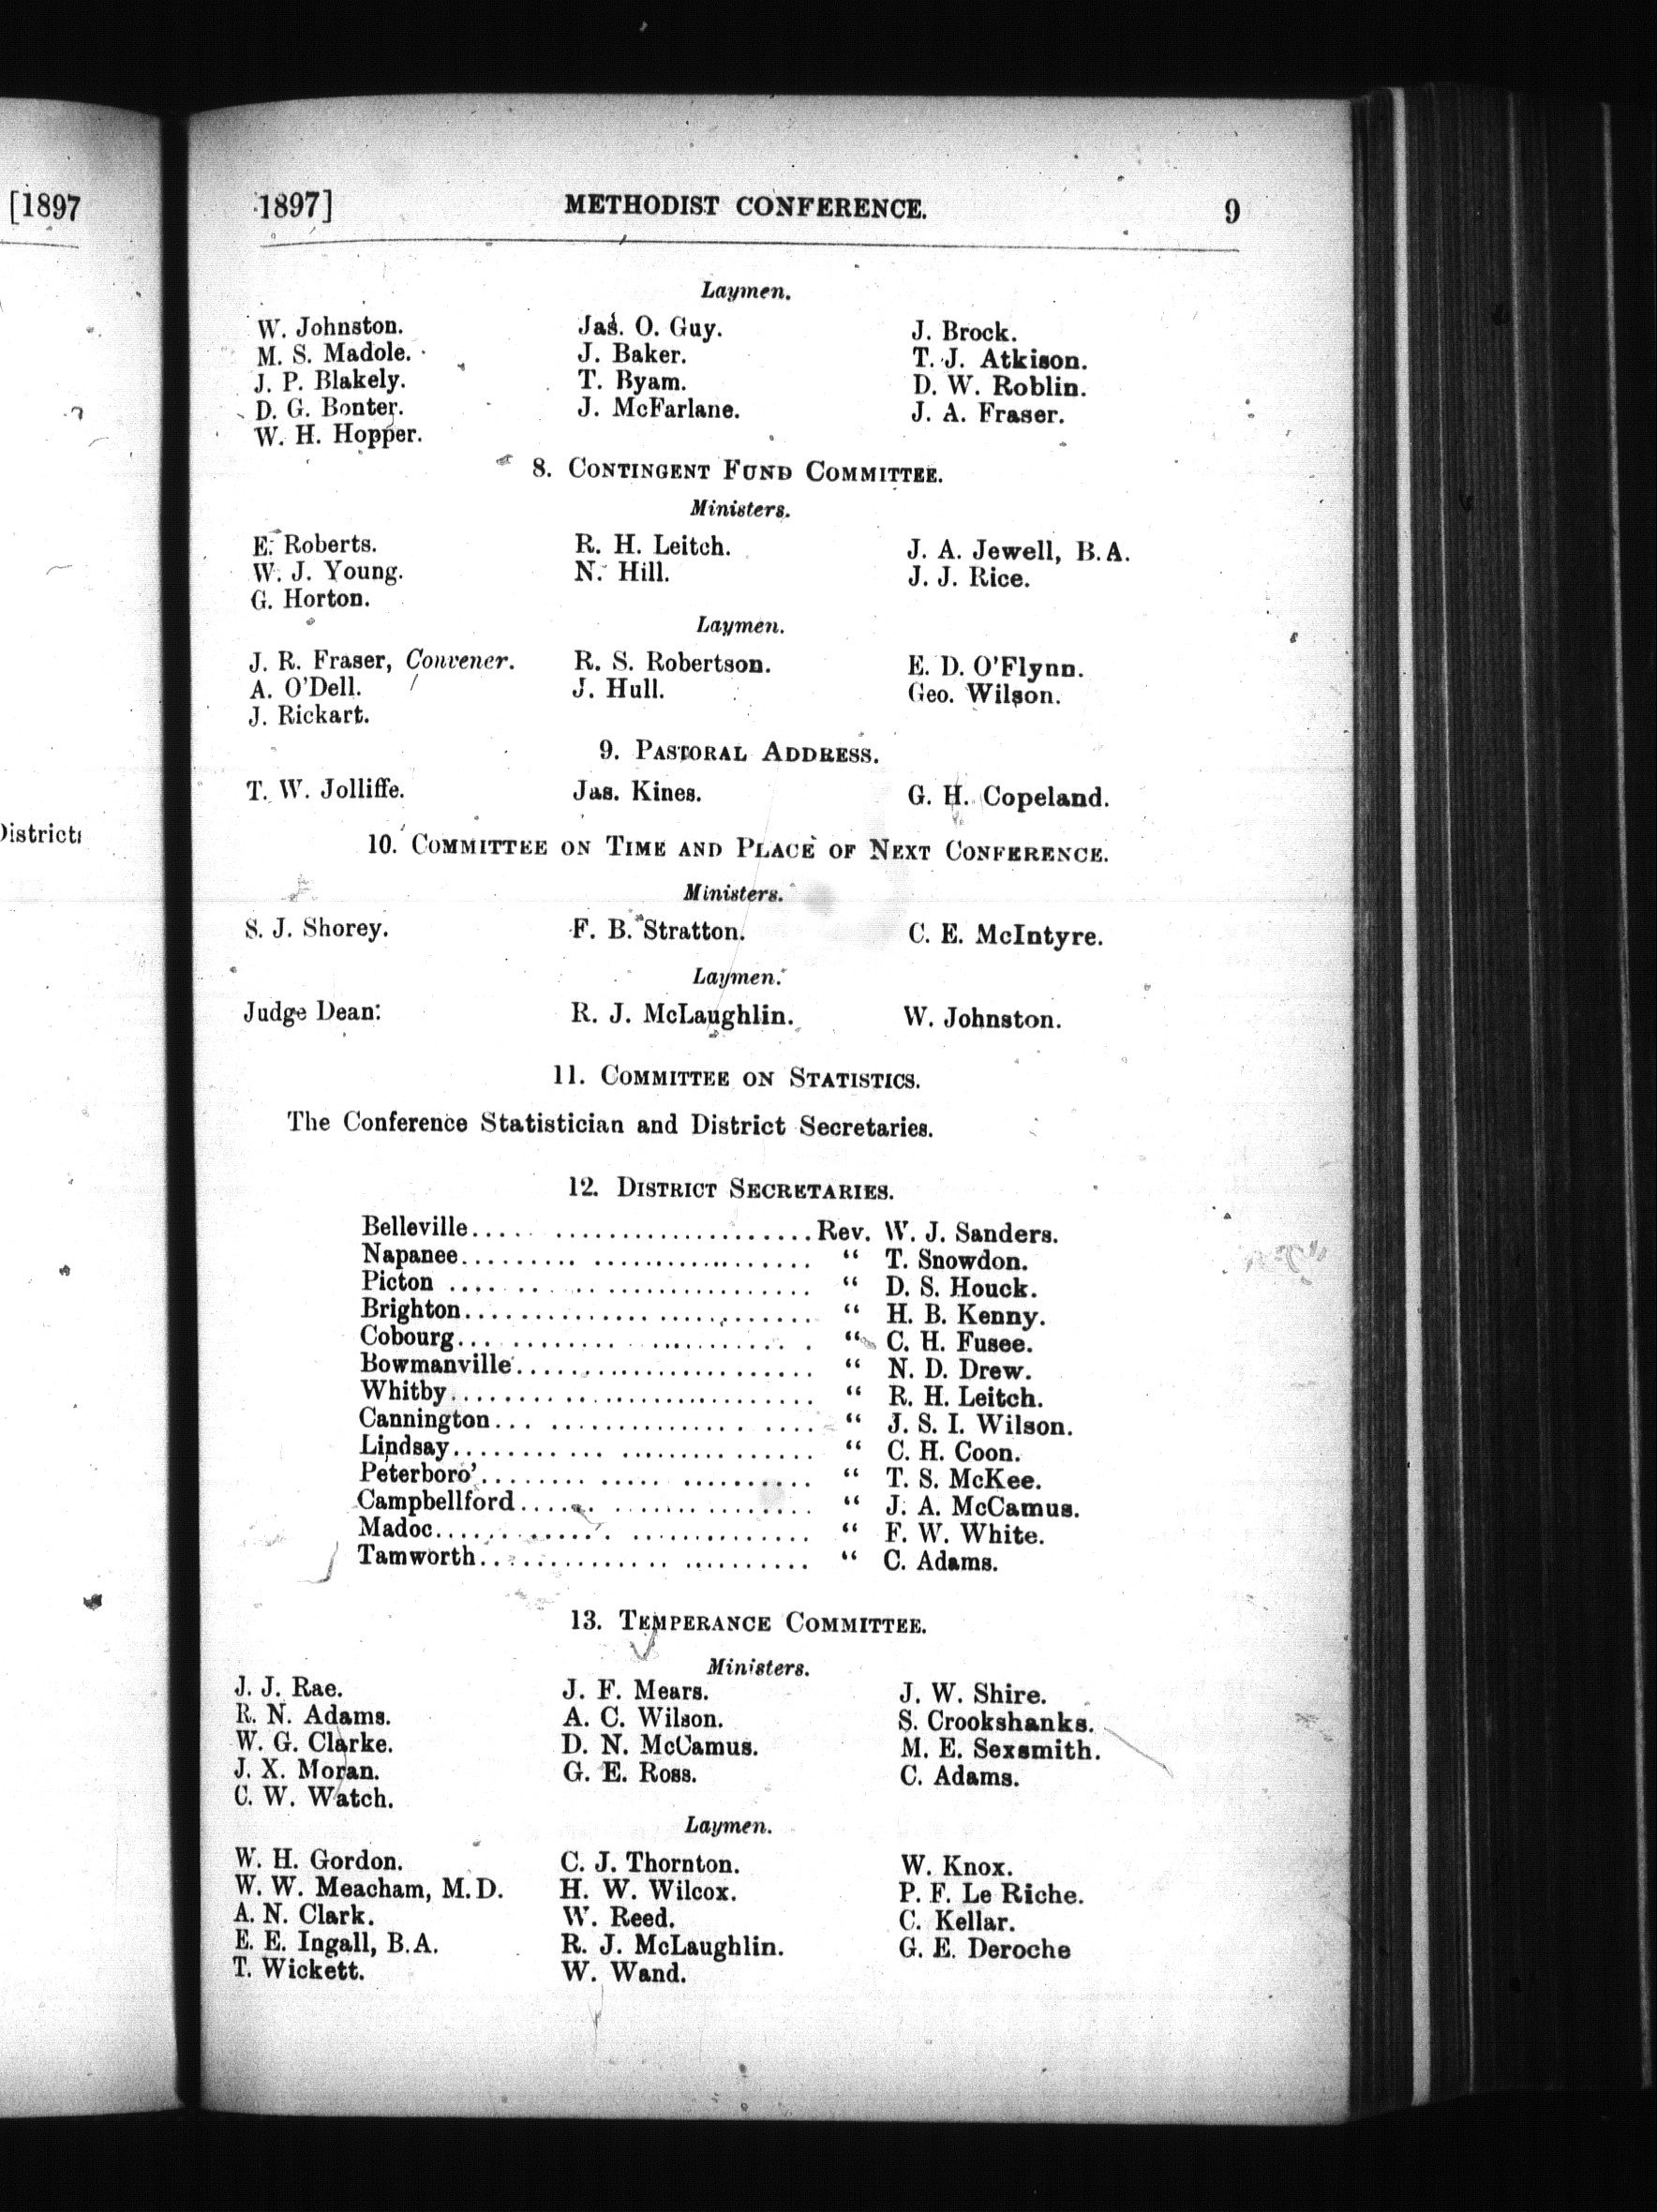 [1897
1897] METHODIST CONFERENCE. 9
Laymen.
W. Johnston. Jas. O. Guy. J. Brock.
M. S. Madole. J. Baker. T. J. Atkison.
J. P. Blakely. T. Byam. D. W. Roblin.
D. G. Bonter. J. McFarlane. J. A. Fraser.
W. H. Hopper.
8. CONTINGENT FUND COMMITTEE.
Ministers.
E. Roberts. R. H. Leitch. J. A. Jewell, B.A.
W. J. Young. N. Hill. J. J. Rice.
G. Horton.
Laymen.
J. R. Fraser, Convener. R. S. Robertson. E. D. O'Flynn.
A. O'Dell. J. Hull. Geo. Wilson.
J. Rickart.
9. PASTORAL ADDRESS.
T. W. Jolliffe. Jas. Kines. G. H. Copeland.
10. COMMITTEE ON TIME AND PLACE OF NEXT CONFERENCE.
Ministers.
S. J. Shorey. F. B. Stratton. C. E. McIntyre.
Laymen.
Judge Dean. R. J. McLaughlin. W. Johnston.
11. COMMITTEE ON STATISTICS.
The Conference Statistician and District Secretaries.
12. DISTRICT SECRETARIES.
Belleville.... .....................Rev. W. J. Sanders.
Napanee.......... ................ “ T. Snowdon.
Picton .................... “ D. S. Houck.
Brighton.......................... “ H. B. Kenny.
Cobourg... ....................... “ C. H. Fusee.
Bowmanville...................... “ N. D. Drew.
Whitby........................... “ R. H. Leitch.
Cannington... .................... “ J. S. I. Wilson.
Lindsay........... ............... “ C. H. Coon.
Peterboro'........ ..... .......... “ T. S. McKee.
Campbellford...... ............... “ J. A. McCamus.
Madoc............. .............. “ F. W. White.
Tamworth.............. .......... “ C. Adams.
13. TEMPERANCE COMMITTEE.
Ministers.
J. J. Rae. J. F. Mears. J. W. Shire.
R. N. Adams. A. C. Wilson. S. Crookshanks.
W. G. Clarke. D. N. McCamus. M. E. Sexsmith.
J. X. Moran. G. E. Ross. C. Adams.
C. W. Watch.
Laymen.
W. H. Gordon. C. J. Thornton. W. Knox.
W. W. Meacham, M.D. H. W. Wilcox. P. F. Le Riche.
A. N. Clark. W. Reed. C. Kellar.
E. E. Ingall, B.A. R. J. McLaughlin. G. E. Deroche
T. Wickett. W. Wand.